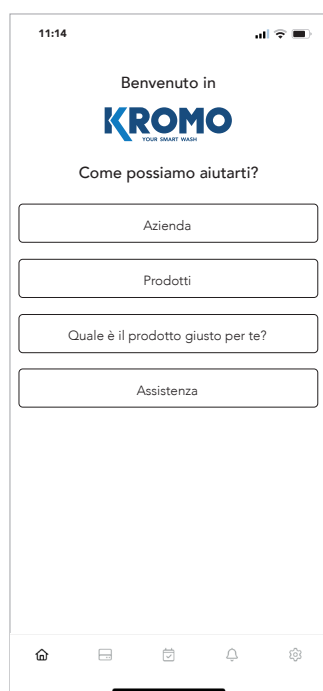 11:14
Benvenuto in
KROMO
YOUR SMART WASH
Come possiamo aiutarti?
Azienda
Prodotti
Quale è il prodotto giusto per te?
Assistenza